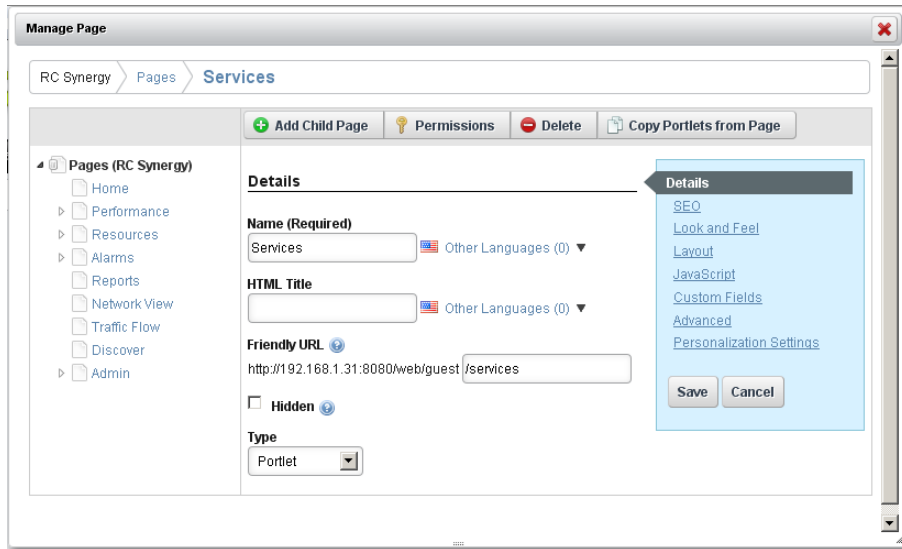 Manage Page
RC Synergy Pages Services
Add Child Page Permissions Delete Copy Portlets from Page
Pages (RC Synergy)
Home
Performance
Resources
Alarms
Reports
Network View
Traffic Flow
Discover
Admin
Details
Name (Required)
Services Other Languages (0)
HTML Title
Other Languages (0)
Friendly URL
http://192.168.1.31:8080/web/guest /services
Hidden
Type
Portlet
Details
SEO
Look and Feel
Layout
JavaScript
Custom Fields
Advanced
Personalization Settings
Save Cancel